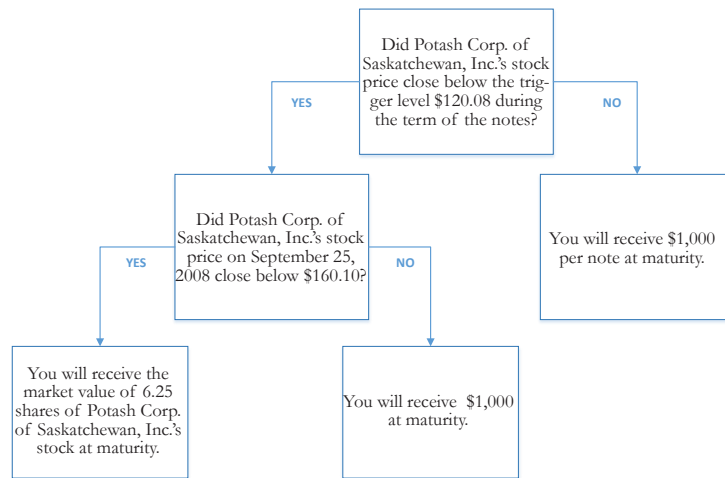 Did Potash Corp. of
Saskatchewan, Inc.'s stock
price close below the trig-
ger level $120.08 during
the term of the notes?
YES
NO
Did Potash Corp. of
Saskatchewan, Inc.'s stock
price on September 25,
2008 close below $160.10?
You will receive $1,000
per note at maturity.
YES
NO
You will receive the
market value of 6.25
shares of Potash Corp.
of Saskatchewan, Inc.'s
stock at maturity.
You will receive $1,000
at maturity.